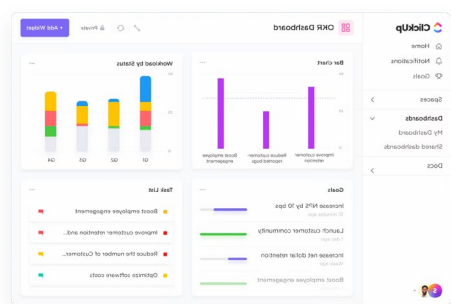 ClickUp
Home
Notifications
Goals
Spaces
Dashboards
My Dashboard
Shared dashboards
Docs
OKR Dashboard
Private
+ Add Widget
Bar chart
Improve customer retention
Reduce customer-reported bugs
Boost employee engagement
Workload by Status
Q1
Q2
Q3
Q4
Goals
Increase NPS by 10 bps
Launch customer community
Increase net dollar retention
Boost employee engagement
Task List
Boost employee engagement
Improve customer retention and...
Reduce the number of Custom...
Optimize software costs
S